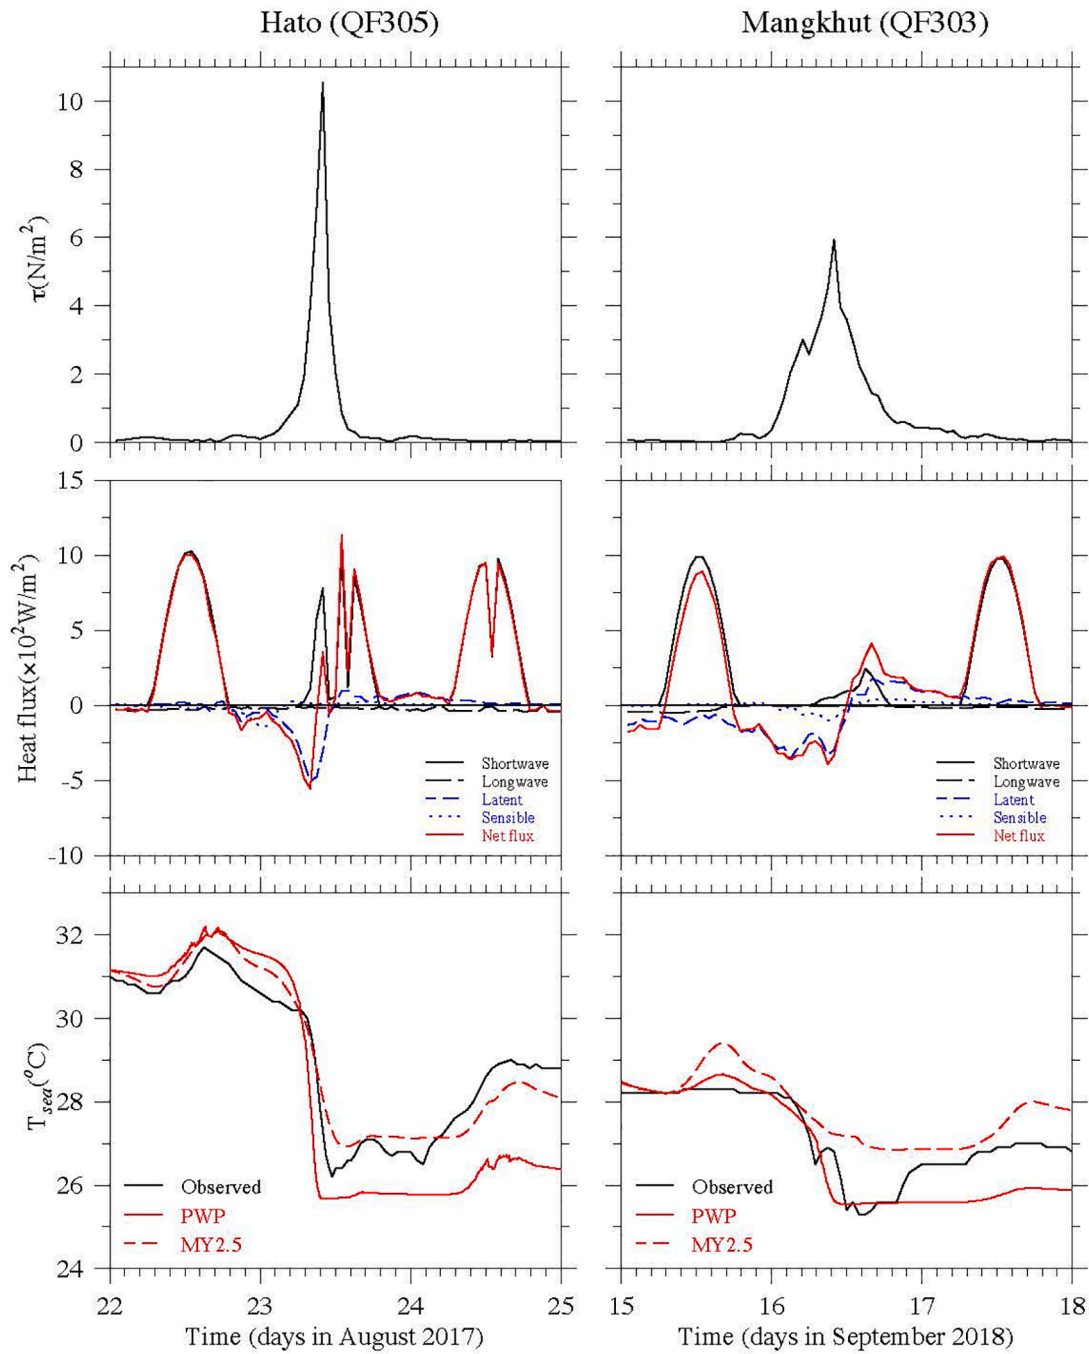 Hato (QF305)
Mangkhut (QF303)
τ(N/m²)
10
8
6
4
2
0
Heat flux(×10²W/m²)
15
10
5
0
-5
-10
Shortwave
Longwave
Latent
Sensible
Net flux
Shortwave
Longwave
Latent
Sensible
Net flux
T sea(°C)
32
30
28
26
24
Observed
PWP
MY2.5
Observed
PWP
MY2.5
22 23 24 25
15 16 17 18
Time (days in August 2017)
Time (days in September 2018)